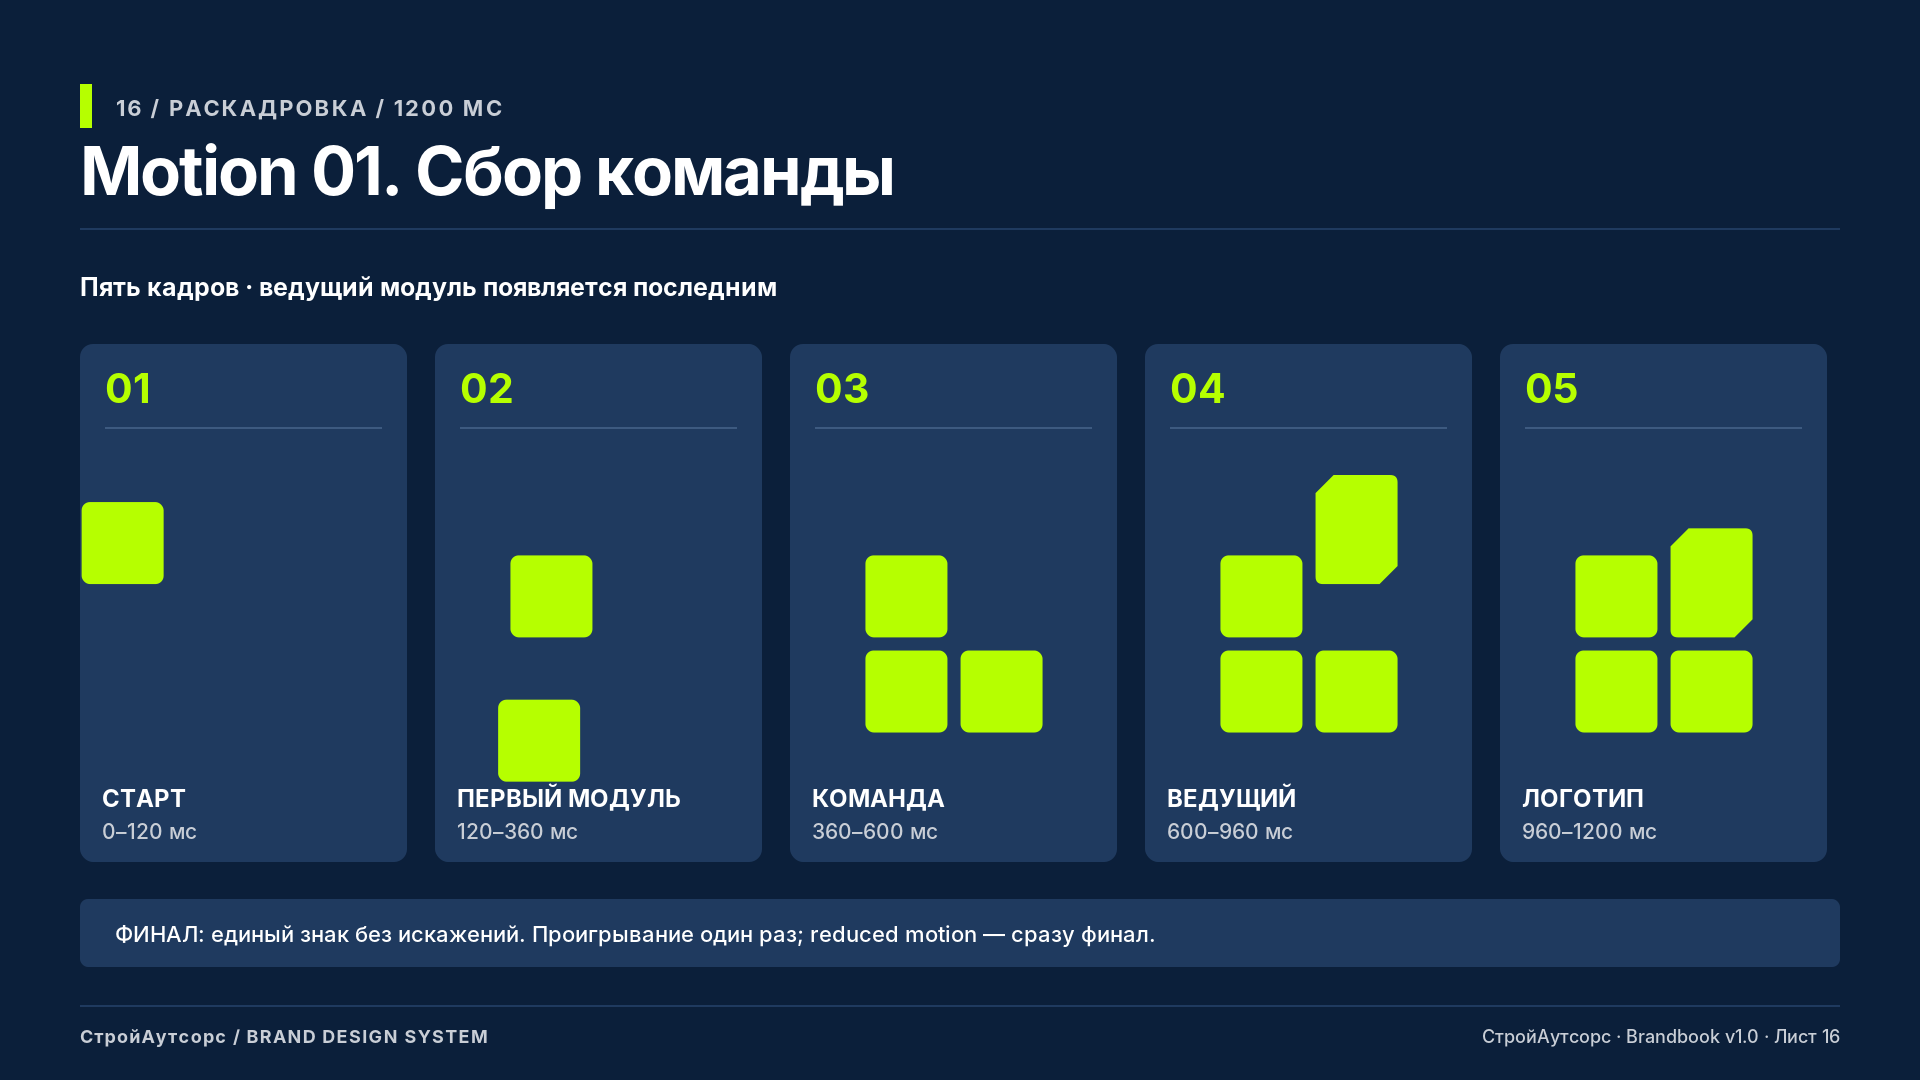 16 / РАСКАДРОВКА / 1200 МС
Motion 01. Сбор команды
Пять кадров · ведущий модуль появляется последним
01
СТАРТ
0–120 мс
02
ПЕРВЫЙ МОДУЛЬ
120–360 мс
03
КОМАНДА
360–600 мс
04
ВЕДУЩИЙ
600–960 мс
05
ЛОГОТИП
960–1200 мс
ФИНАЛ: единый знак без искажений. Проигрывание один раз; reduced motion — сразу финал.
СтройАутсорс / BRAND DESIGN SYSTEM
СтройАутсорс · Brandbook v1.0 · Лист 16